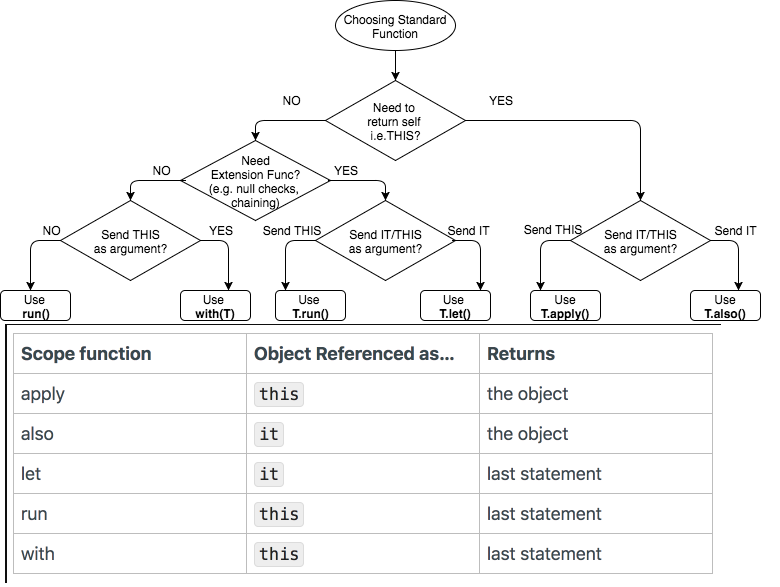 Choosing Standard
Function
NO
YES
Need to
return self
i.e.THIS?
NO
Need
Extension Func?
(e.g. null checks,
chaining)
YES
NO
Send THIS
as argument?
YES
Send THIS
Send IT/THIS
as argument?
Send IT
Send THIS
Send IT/THIS
as argument?
Send IT
Use
run()
Use
with(T)
Use
T.run()
Use
T.let()
Use
T.apply()
Use
T.also()
Scope function Object Referenced as... Returns
apply this the object
also it the object
let it last statement
run this last statement
with this last statement